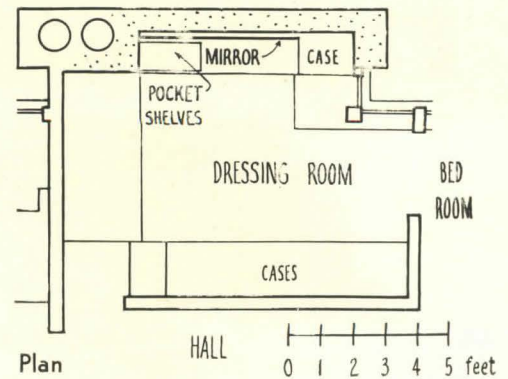 MIRROR
CASE
POCKET
SHELVES
DRESSING ROOM
BED
ROOM
CASES
HALL
Plan
0 1 2 3 4 5 feet